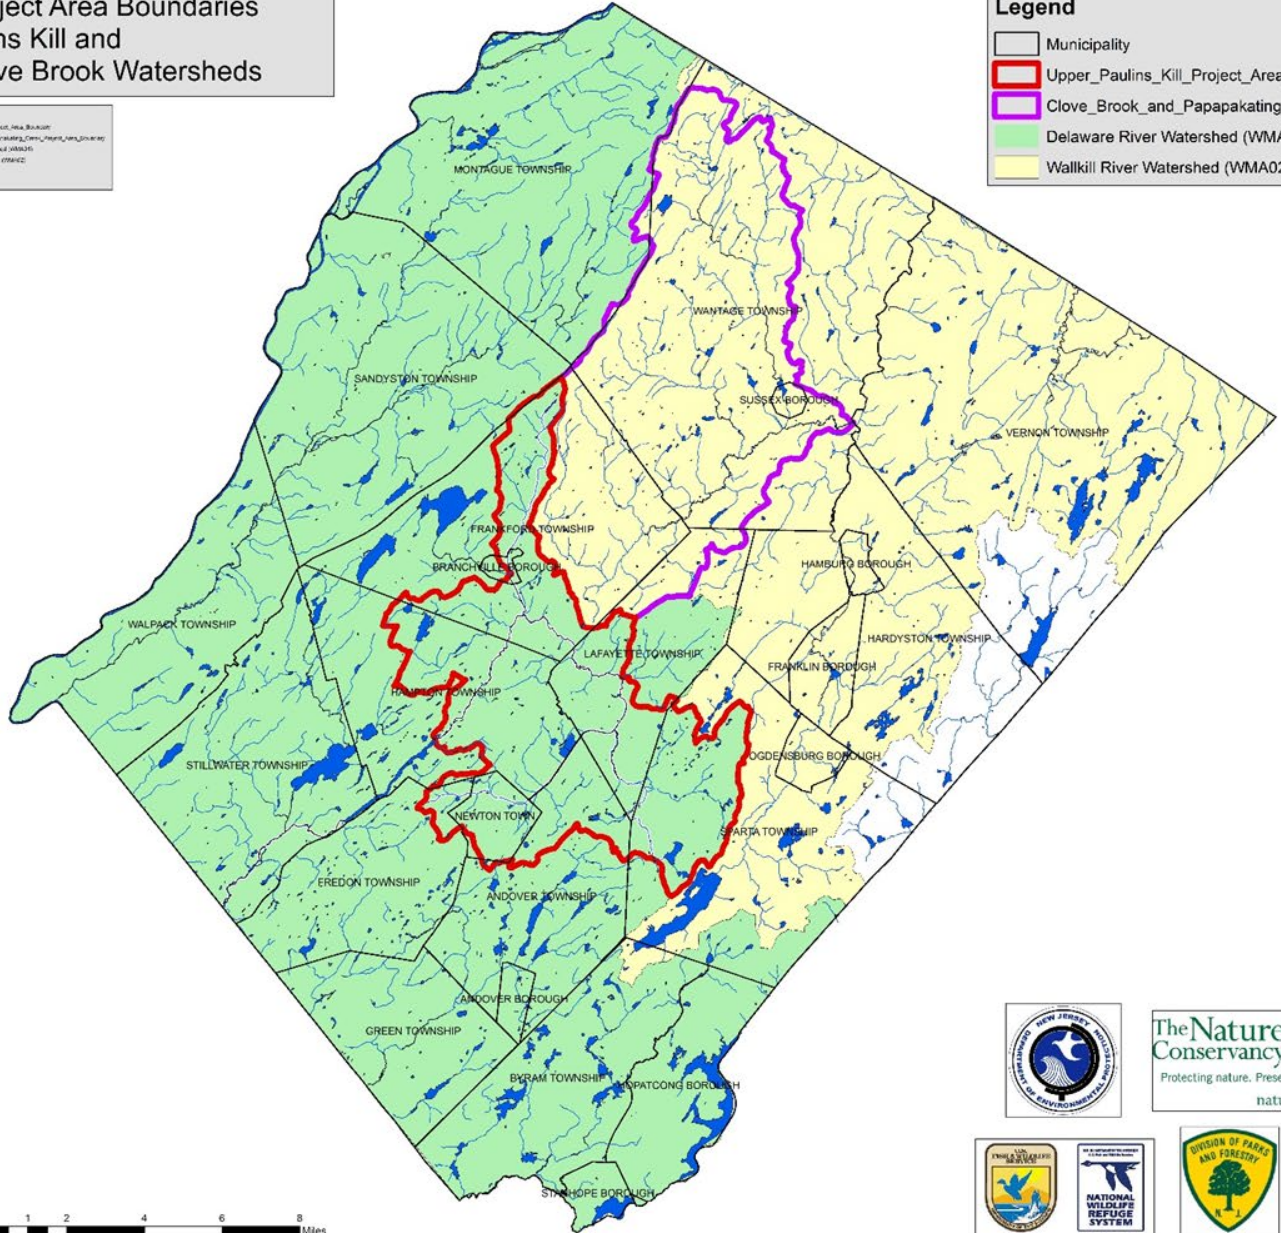 ject Area Boundaries
ns Kill and
ve Brook Watersheds
Legend
Municipality
Upper_Paulins_Kill_Project_Area
Clove_Brook_and_Papapakating
Delaware River Watershed (WMA
Wallkill River Watershed (WMA02
MONTAGUE TOWNSHIP
WANTAGE TOWNSHIP
SANDYSTON TOWNSHIP
SUSSEX BOROUGH
VERNON TOWNSHIP
FRANKFORD TOWNSHIP
BRANCHVILLE BOROUGH
HAMBURG BOROUGH
WALPACK TOWNSHIP
HARDYSTON TOWNSHIP
LAFAYETTE TOWNSHIP
FRANKLIN BOROUGH
HAMPTON TOWNSHIP
OGDENSBURG BOROUGH
STILLWATER TOWNSHIP
NEWTON TOWN
SPARTA TOWNSHIP
FREDON TOWNSHIP
ANDOVER TOWNSHIP
ANDOVER BOROUGH
GREEN TOWNSHIP
BYRAM TOWNSHIP
HOPATCONG BOROUGH
STANHOPE BOROUGH
NEW JERSEY
DEPARTMENT OF ENVIRONMENTAL PROTECTION
The Nature
Conservancy
Protecting nature. Prese
natu
U.S.
FISH & WILDLIFE
SERVICE
NATIONAL
WILDLIFE
REFUGE
SYSTEM
DIVISION OF PARKS
AND FORESTRY
N.J.
1 2 4 6 8
Miles